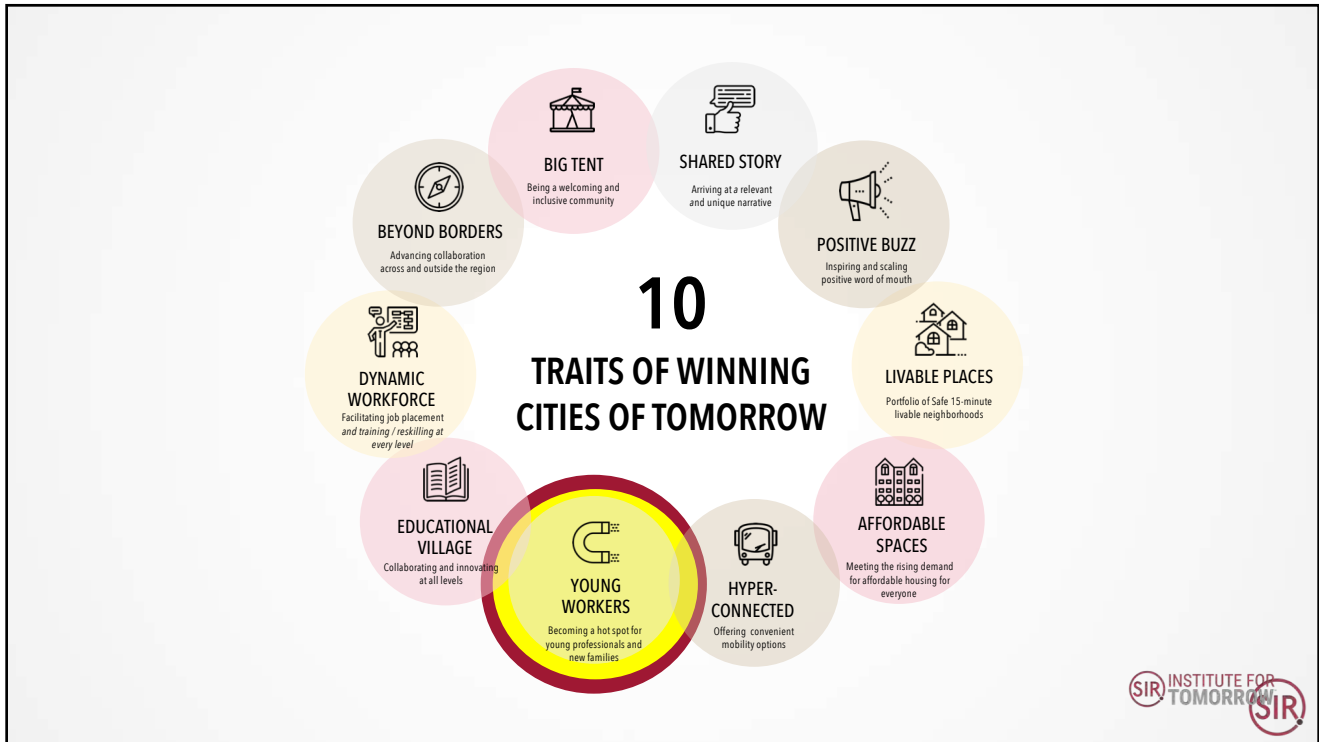 BIG TENT
Being a welcoming and
inclusive community
SHARED STORY
Arriving at a relevant
and unique narrative
BEYOND BORDERS
Advancing collaboration
across and outside the region
POSITIVE BUZZ
Inspiring and scaling
positive word of mouth
10
TRAITS OF WINNING
CITIES OF TOMORROW
DYNAMIC
WORKFORCE
Facilitating job placement
and training / reskilling at
every level
LIVABLE PLACES
Portfolio of Safe 15-minute
livable neighborhoods
EDUCATIONAL
VILLAGE
Collaborating and innovating
at all levels
YOUNG
WORKERS
Becoming a hot spot for
young professionals and
new families
HYPER-
CONNECTED
Offering convenient
mobility options
AFFORDABLE
SPACES
Meeting the rising demand
for affordable housing for
everyone
SIR
INSTITUTE FOR
TOMORROW
SIR